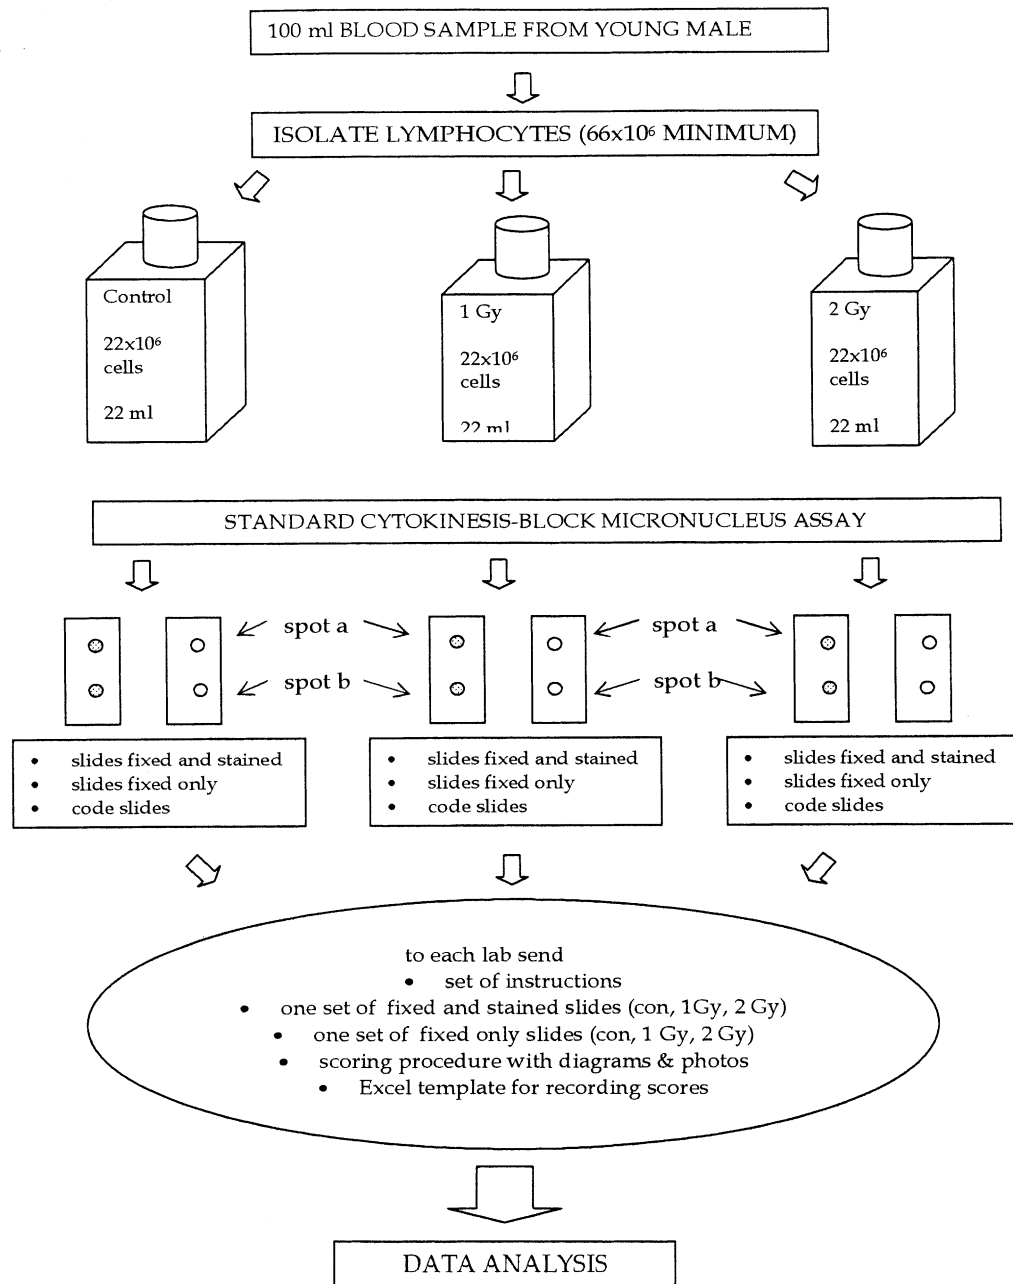 100 ml BLOOD SAMPLE FROM YOUNG MALE
ISOLATE LYMPHOCYTES (66x10⁶ MINIMUM)
Control
22x10⁶
cells
22 ml
1 Gy
22x10⁶
cells
22 ml
2 Gy
22x10⁶
cells
22 ml
STANDARD CYTOKINESIS-BLOCK MICRONUCLEUS ASSAY
spot a
spot b
spot a
spot b
• slides fixed and stained
• slides fixed only
• code slides
• slides fixed and stained
• slides fixed only
• code slides
• slides fixed and stained
• slides fixed only
• code slides
to each lab send
• set of instructions
• one set of fixed and stained slides (con, 1Gy, 2 Gy)
• one set of fixed only slides (con, 1 Gy, 2 Gy)
• scoring procedure with diagrams & photos
• Excel template for recording scores
DATA ANALYSIS